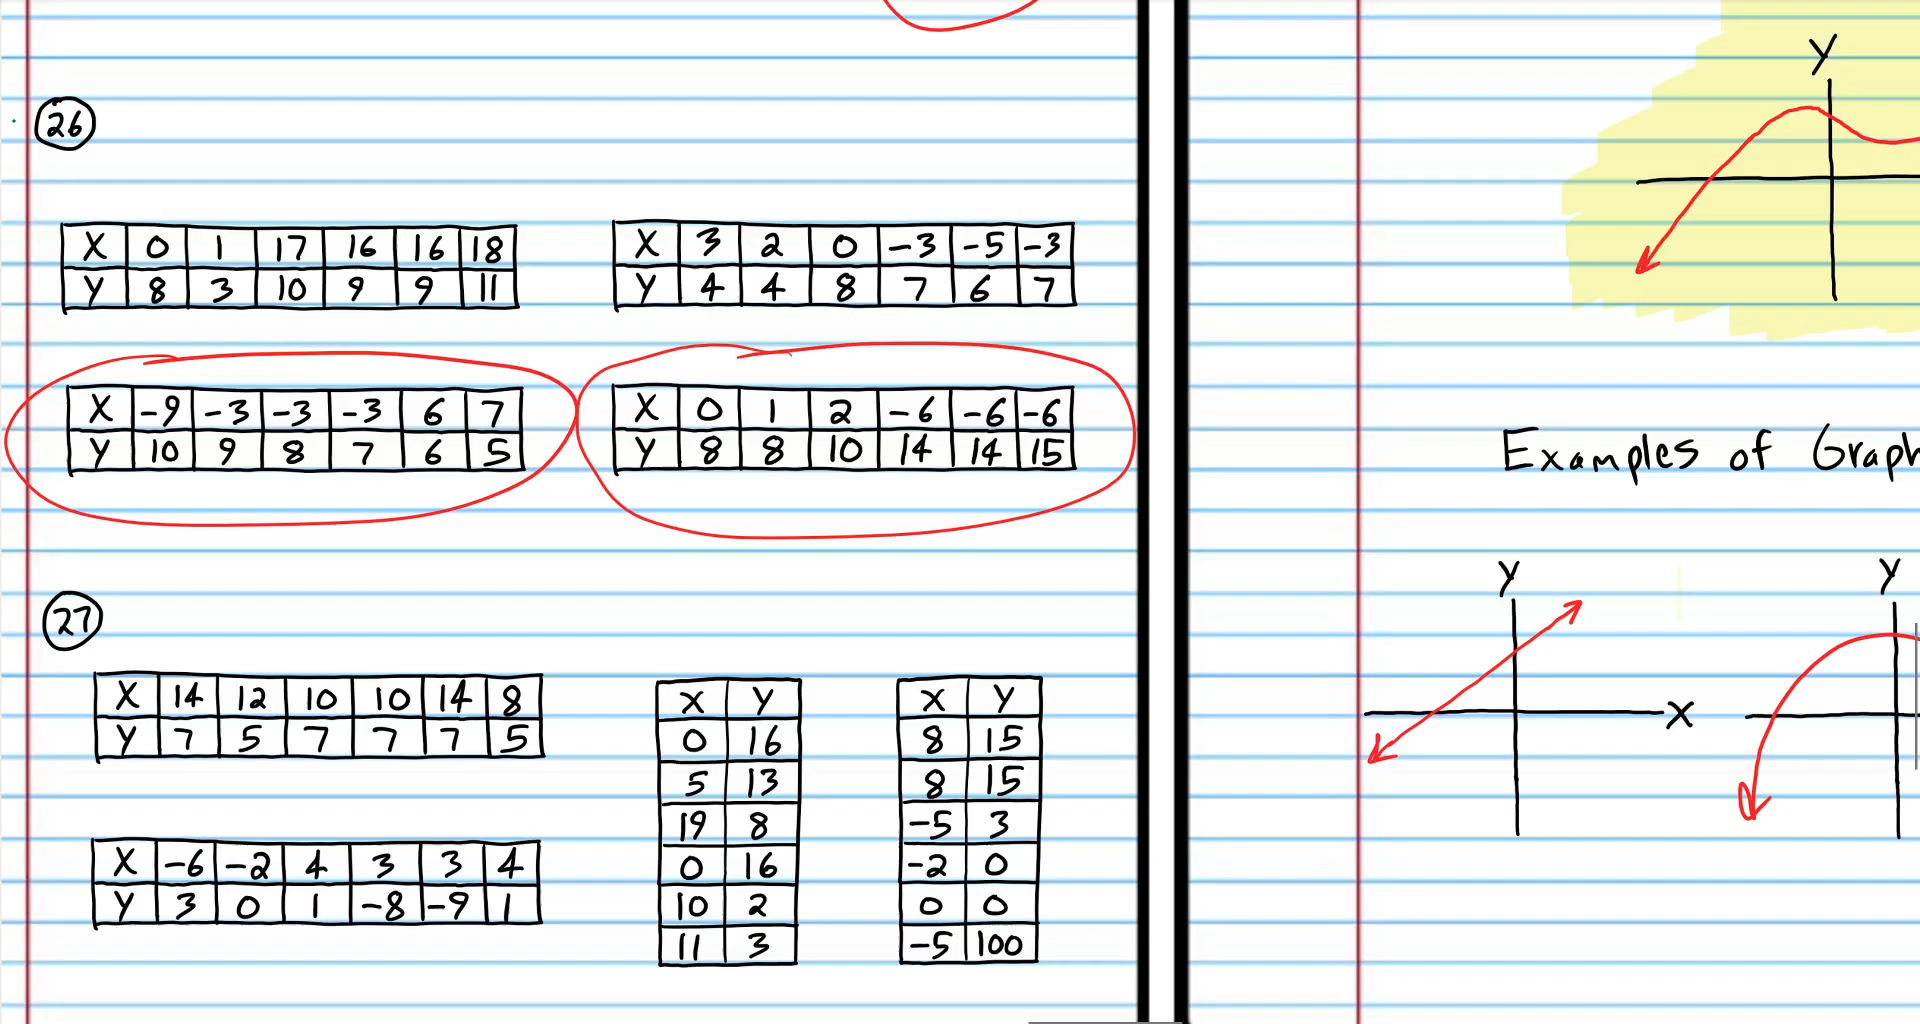 26
X 0 1 17 16 16 18
Y 8 3 10 9 9 11
X 3 2 0 -3 -5 -3
Y 4 4 8 7 6 7
X -9 -3 -3 -3 6 7
Y 10 9 8 7 6 5
X 0 1 2 -6 -6 -6
Y 8 8 10 14 14 15
27
X 14 12 10 10 14 8
Y 7 5 7 7 7 5
X -6 -2 4 3 3 4
Y 3 0 1 -8 -9 1
X Y
0 16
5 13
19 8
0 16
10 2
11 3
X Y
8 15
8 15
-5 3
-2 0
0 0
-5 100
Y
Examples of Graph
Y
X
Y